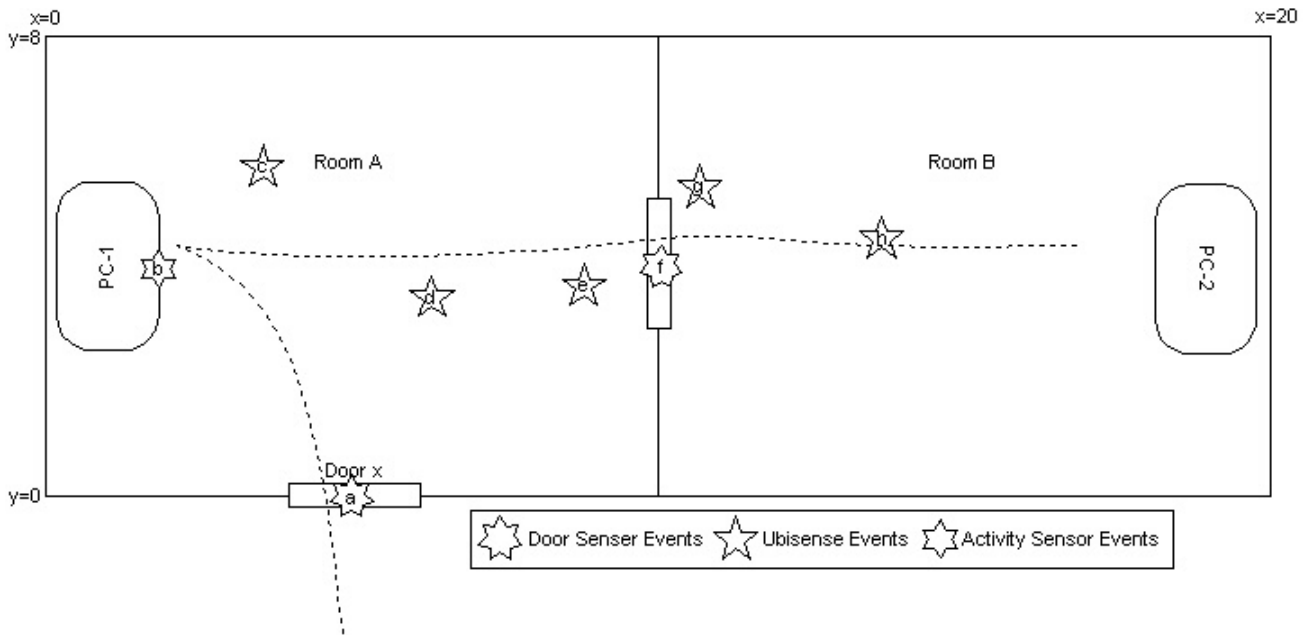 x=0
x=20
y=8
c
Room A
g
Room B
PC-1
b
f
h
PC-2
d
e
y=0
Door x
a
Door Senser Events
Ubisense Events
Activity Sensor Events